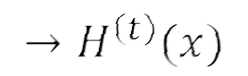 → H^{(t)}(x)